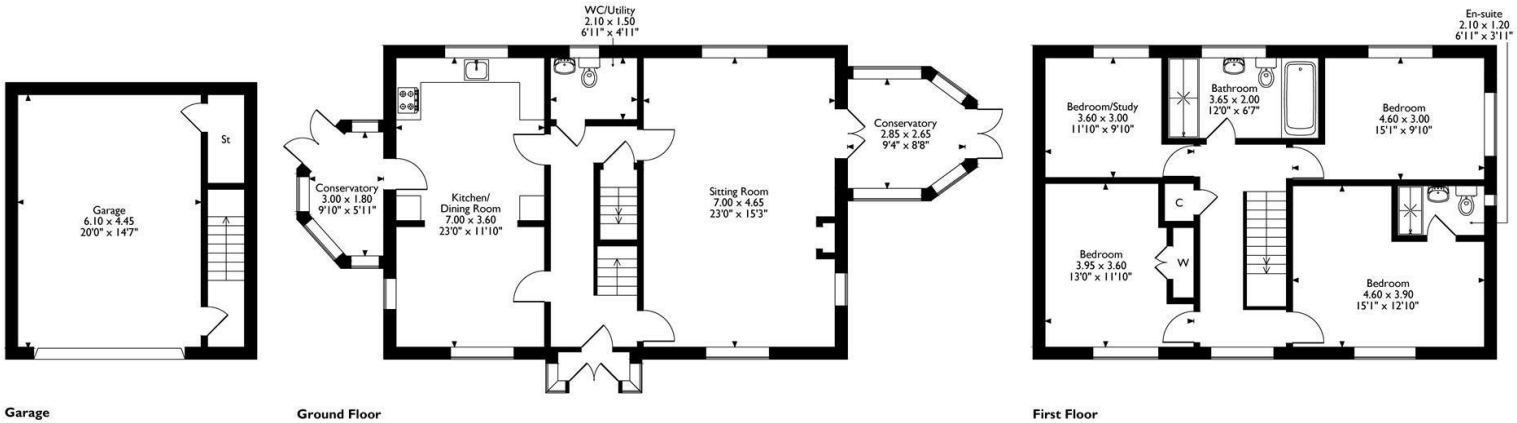 Garage
6.10 x 4.45
20'0" x 14'7"
St
Garage
WC/Utility
2.10 x 1.50
6'11" x 4'11"
Conservatory
3.00 x 1.80
9'10" x 5'11"
Kitchen/
Dining Room
7.00 x 3.60
23'0" x 11'10"
Sitting Room
7.00 x 4.65
23'0" x 15'3"
Conservatory
2.85 x 2.65
9'4" x 8'8"
Ground Floor
En-suite
2.10 x 1.20
6'11" x 3'11"
Bedroom/Study
3.60 x 3.00
11'10" x 9'10"
Bathroom
3.65 x 2.00
12'0" x 6'7"
Bedroom
4.60 x 3.00
15'1" x 9'10"
C
W
Bedroom
3.95 x 3.60
13'0" x 11'10"
Bedroom
4.60 x 3.90
15'1" x 12'10"
First Floor